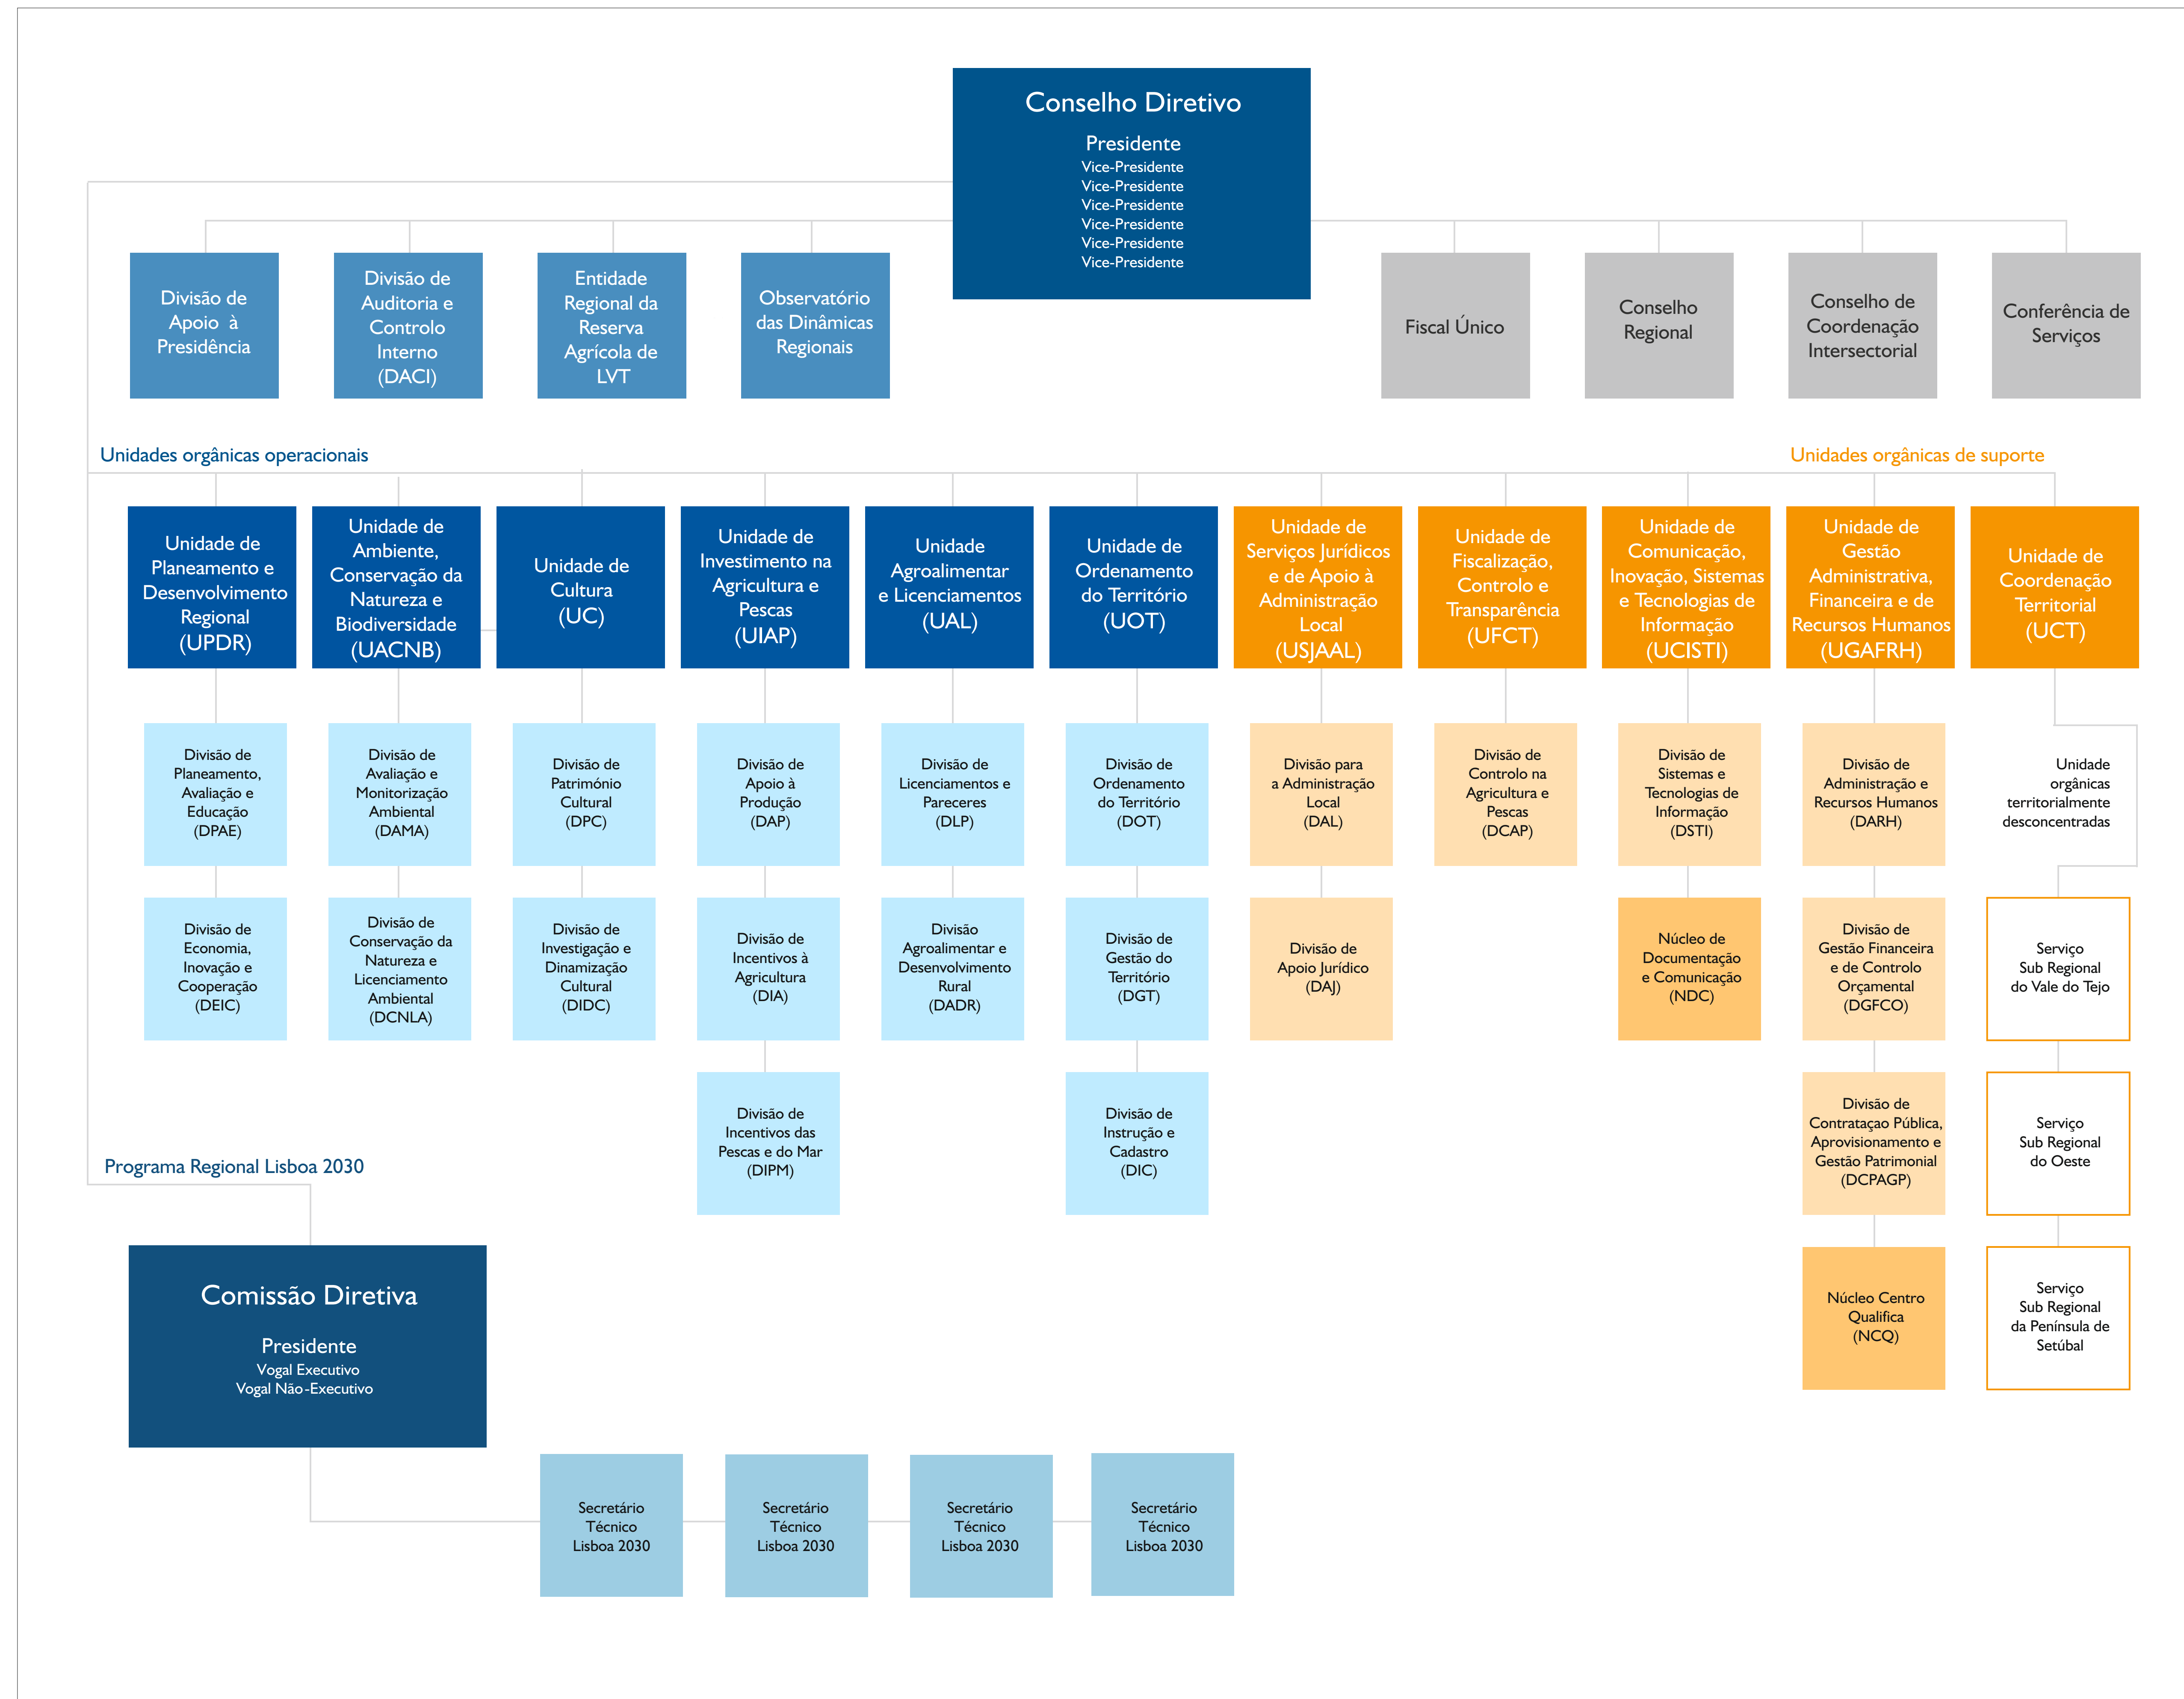 Conselho Diretivo
Presidente
Vice-Presidente
Vice-Presidente
Vice-Presidente
Vice-Presidente
Vice-Presidente
Vice-Presidente
Divisão de
Apoio à
Presidência
Divisão de
Auditoria e
Controlo
Interno
(DACI)
Entidade
Regional da
Reserva
Agrícola de
LVT
Observatório
das Dinâmicas
Regionais
Fiscal Único
Conselho
Regional
Conselho de
Coordenação
Intersectorial
Conferência de
Serviços
Unidades orgânicas operacionais
Unidades orgânicas de suporte
Unidade de
Planeamento e
Desenvolvimento
Regional
(UPDR)
Unidade de
Ambiente,
Conservação da
Natureza e
Biodiversidade
(UACNB)
Unidade de
Cultura
(UC)
Unidade de
Investimento na
Agricultura e
Pescas
(UIAP)
Unidade
Agroalimentar
e Licenciamentos
(UAL)
Unidade de
Ordenamento
do Território
(UOT)
Unidade de
Serviços Jurídicos
e de Apoio à
Administração
Local
(USJAAL)
Unidade de
Fiscalização,
Controlo e
Transparência
(UFCT)
Unidade de
Comunicação,
Inovação, Sistemas
e Tecnologias de
Informação
(UCISTI)
Unidade de
Gestão
Administrativa,
Financeira e de
Recursos Humanos
(UGAFRH)
Unidade de
Coordenação
Territorial
(UCT)
Divisão de
Planeamento,
Avaliação e
Educação
(DPAE)
Divisão de
Avaliação e
Monitorização
Ambiental
(DAMA)
Divisão de
Património
Cultural
(DPC)
Divisão de
Apoio à
Produção
(DAP)
Divisão de
Licenciamentos e
Pareceres
(DLP)
Divisão de
Ordenamento
do Território
(DOT)
Divisão para
a Administração
Local
(DAL)
Divisão de
Controlo na
Agricultura e
Pescas
(DCAP)
Divisão de
Sistemas e
Tecnologias de
Informação
(DSTI)
Divisão de
Administração e
Recursos Humanos
(DARH)
Unidade
orgânicas
territorialmente
desconcentradas
Divisão de
Economia,
Inovação e
Cooperação
(DEIC)
Divisão de
Conservação da
Natureza e
Licenciamento
Ambiental
(DCNLA)
Divisão de
Investigação e
Dinamização
Cultural
(DIDC)
Divisão de
Incentivos à
Agricultura
(DIA)
Divisão
Agroalimentar e
Desenvolvimento
Rural
(DADR)
Divisão de
Gestão do
Território
(DGT)
Divisão de
Apoio Jurídico
(DAJ)
Núcleo de
Documentação
e Comunicação
(NDC)
Divisão de
Gestão Financeira
e de Controlo
Orçamental
(DGFCO)
Serviço
Sub Regional
do Vale do Tejo
Divisão de
Incentivos das
Pescas e do Mar
(DIPM)
Divisão de
Instrução e
Cadastro
(DIC)
Divisão de
Contrataçao Pública,
Aprovisionamento e
Gestão Patrimonial
(DCPAGP)
Serviço
Sub Regional
do Oeste
Programa Regional Lisboa 2030
Comissão Diretiva
Presidente
Vogal Executivo
Vogal Não-Executivo
Núcleo Centro
Qualifica
(NCQ)
Serviço
Sub Regional
da Península de
Setúbal
Secretário
Técnico
Lisboa 2030
Secretário
Técnico
Lisboa 2030
Secretário
Técnico
Lisboa 2030
Secretário
Técnico
Lisboa 2030